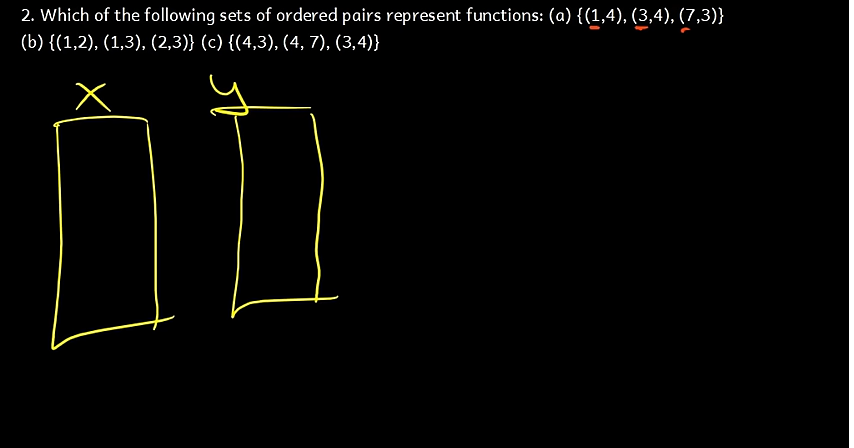 2. Which of the following sets of ordered pairs represent functions: (a) {(1,4), (3,4), (7,3)}
(b) {(1,2), (1,3), (2,3)} (c) {(4,3), (4, 7), (3,4)}
x y